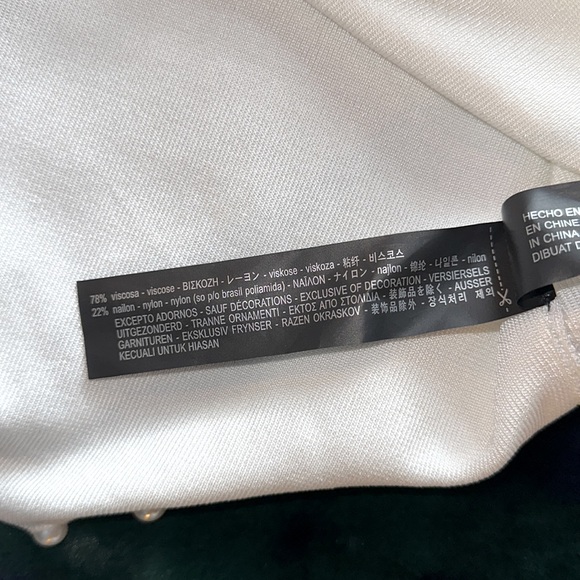 78% viscosa - viscose - ΒΙΣΚΟΖΗ - レーヨン - viskose - viskoza - 粘纤 - 비스코스
22% nailon - nylon - nylon (so p/o brasil poliamida) - ΝΑΪΛΟΝ - ナイロン - najlon - 锦纶 - 나일론 - nilon
EXCEPTO ADORNOS - SAUF DÉCORATIONS - EXCLUSIVE OF DECORATION - VERSIERSELS
UITGEZONDERD - TRANNE ORNAMENTI - ΕΚΤΟΣ ΑΠΟ ΣΤΟΛΙΔΙΑ - 装飾品を除く - AUSSER
GARNITUREN - EKSKLUSIV FRYNSER - RAZEN OKRASKOV - 装饰品除外 - 장식처리 제외
KECUALI UNTUK HIASAN
HECHO EN
EN CHINE
IN CHINA
DIBUAT D